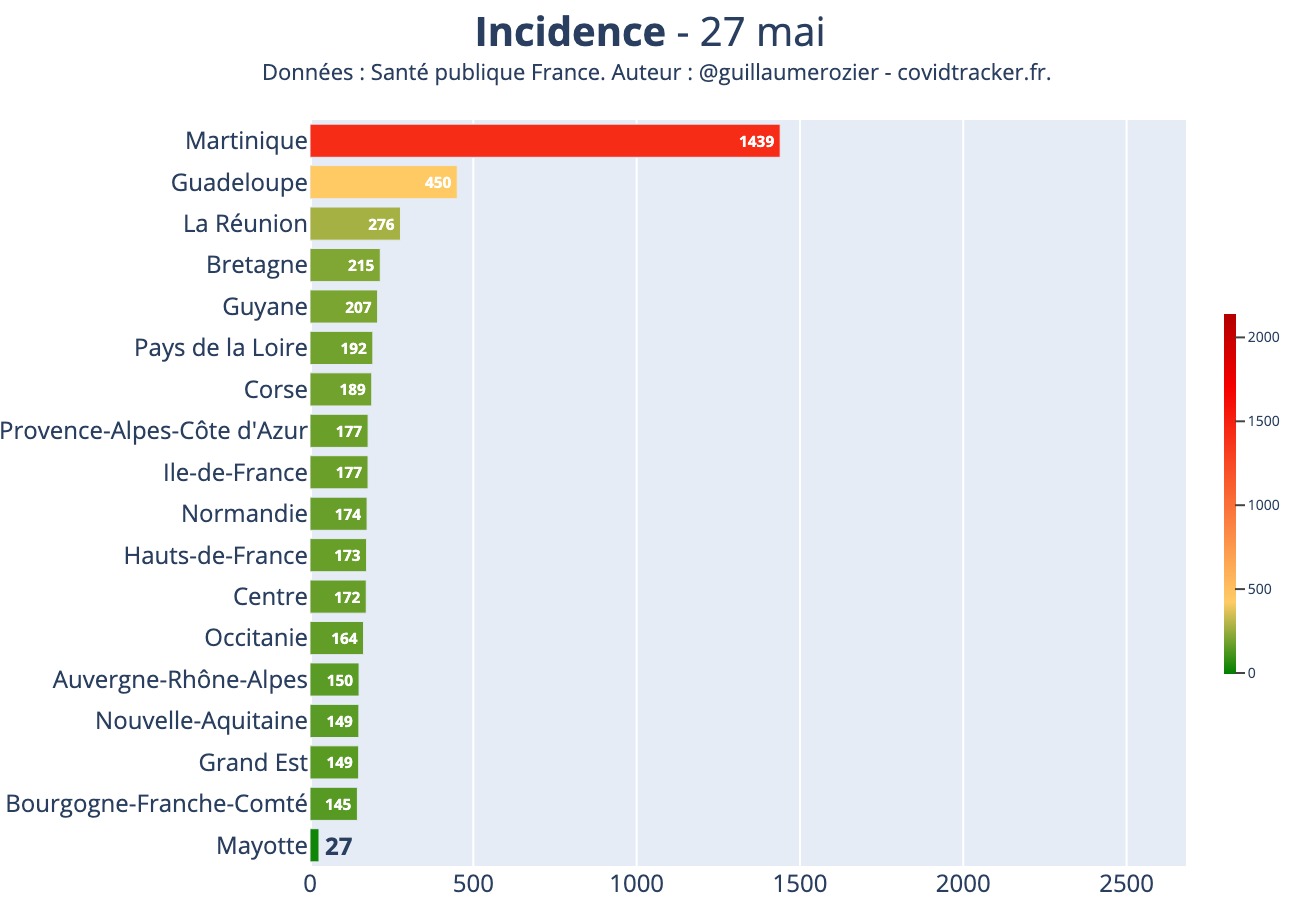 Incidence - 27 mai
Données : Santé publique France. Auteur : @guillaumerozier - covidtracker.fr.
Martinique 1439
Guadeloupe 450
La Réunion 276
Bretagne 215
Guyane 207
Pays de la Loire 192
Corse 189
Provence-Alpes-Côte d'Azur 177
Ile-de-France 177
Normandie 174
Hauts-de-France 173
Centre 172
Occitanie 164
Auvergne-Rhône-Alpes 150
Nouvelle-Aquitaine 149
Grand Est 149
Bourgogne-Franche-Comté 145
Mayotte 27
0 500 1000 1500 2000 2500
2000
1500
1000
500
0